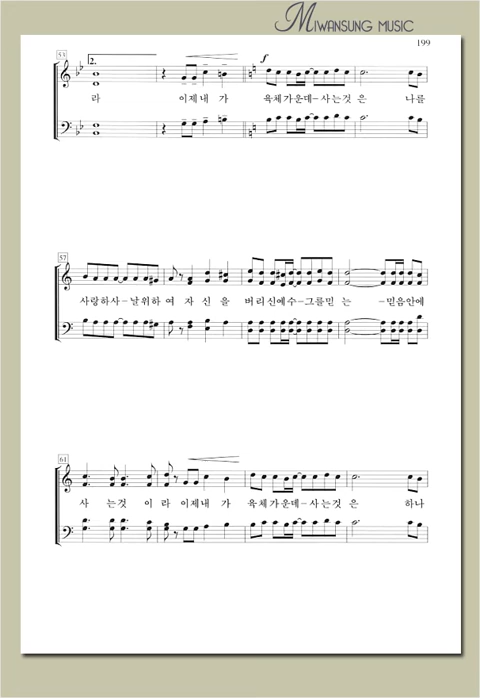 MIWANSUNG MUSIC
199
53
2.
f
라 이제내 가 육체가운데-사는것 은 나를
57
사랑하사-날위하 여 자 신 을 버리신예수-그를믿 는 -믿음안에
61
사 는것 이 라 이제내 가 육체가운데-사는것 은 하나